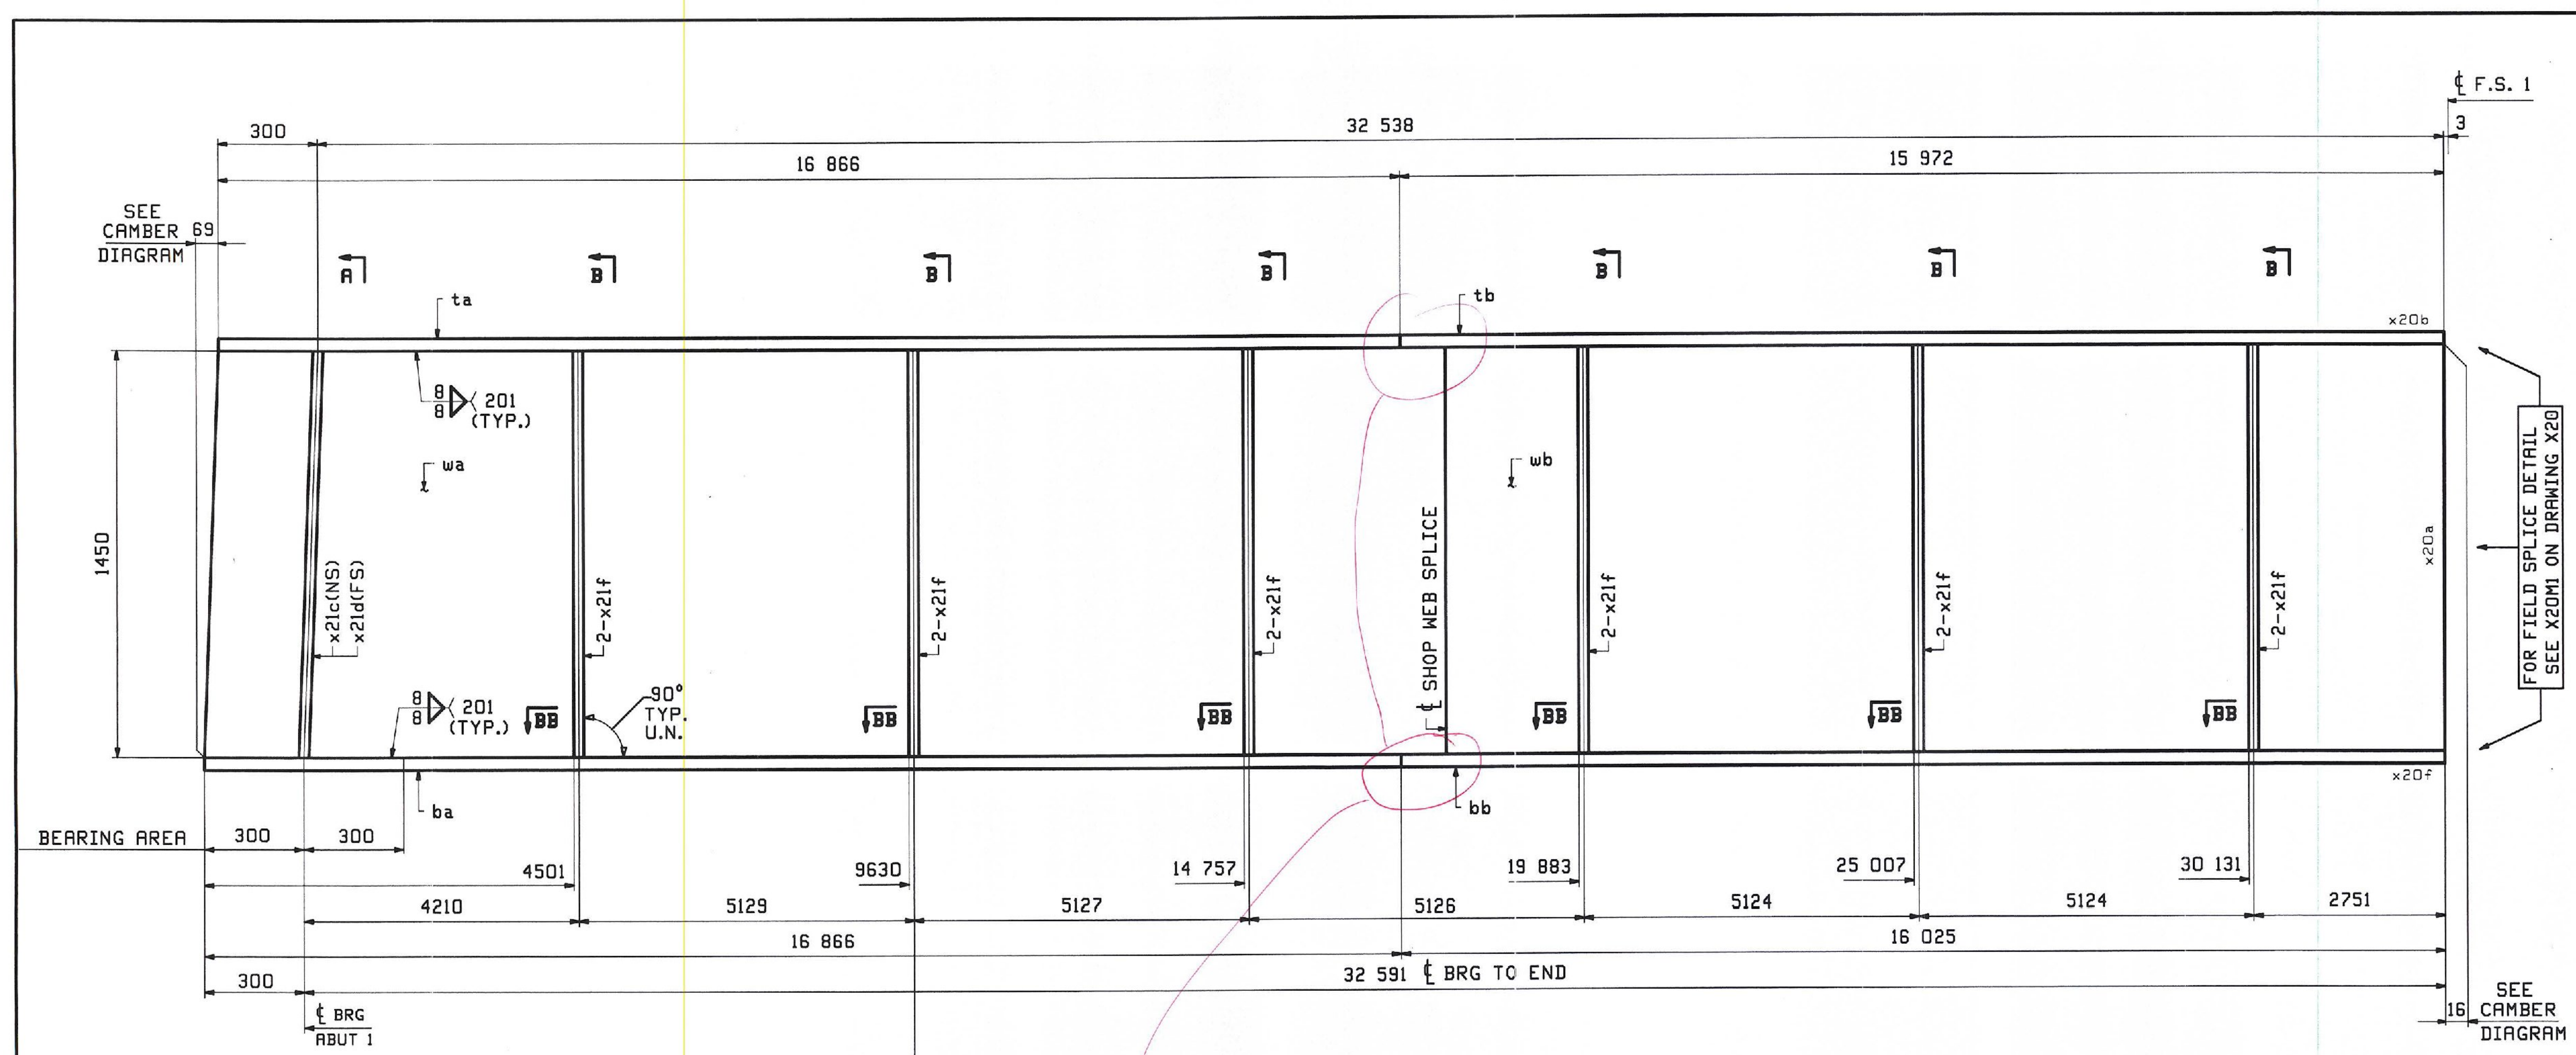 ℄ F.S. 1
300
32 538
3
16 866
15 972
SEE
CAMBER 69
DIAGRAM
A
B
B
B
B
B
B
ta
tb
x20b
8
8
201
(TYP.)
wa
wb
1450
x21c(NS)
x21d(FS)
2-x21f
2-x21f
2-x21f
℄ SHOP WEB SPLICE
2-x21f
2-x21f
2-x21f
x20a
FOR FIELD SPLICE DETAIL
SEE X20M1 ON DRAWING X20
8
8
201
(TYP.)
BB
90°
TYP.
U.N.
BB
BB
BB
BB
BB
x20f
ba
bb
BEARING AREA
300
300
4501
9630
14 757
19 883
25 007
30 131
4210
5129
5127
5126
5124
5124
2751
16 866
16 025
300
32 591 ℄ BRG TO END
℄ BRG
ABUT 1
16
SEE
CAMBER
DIAGRAM